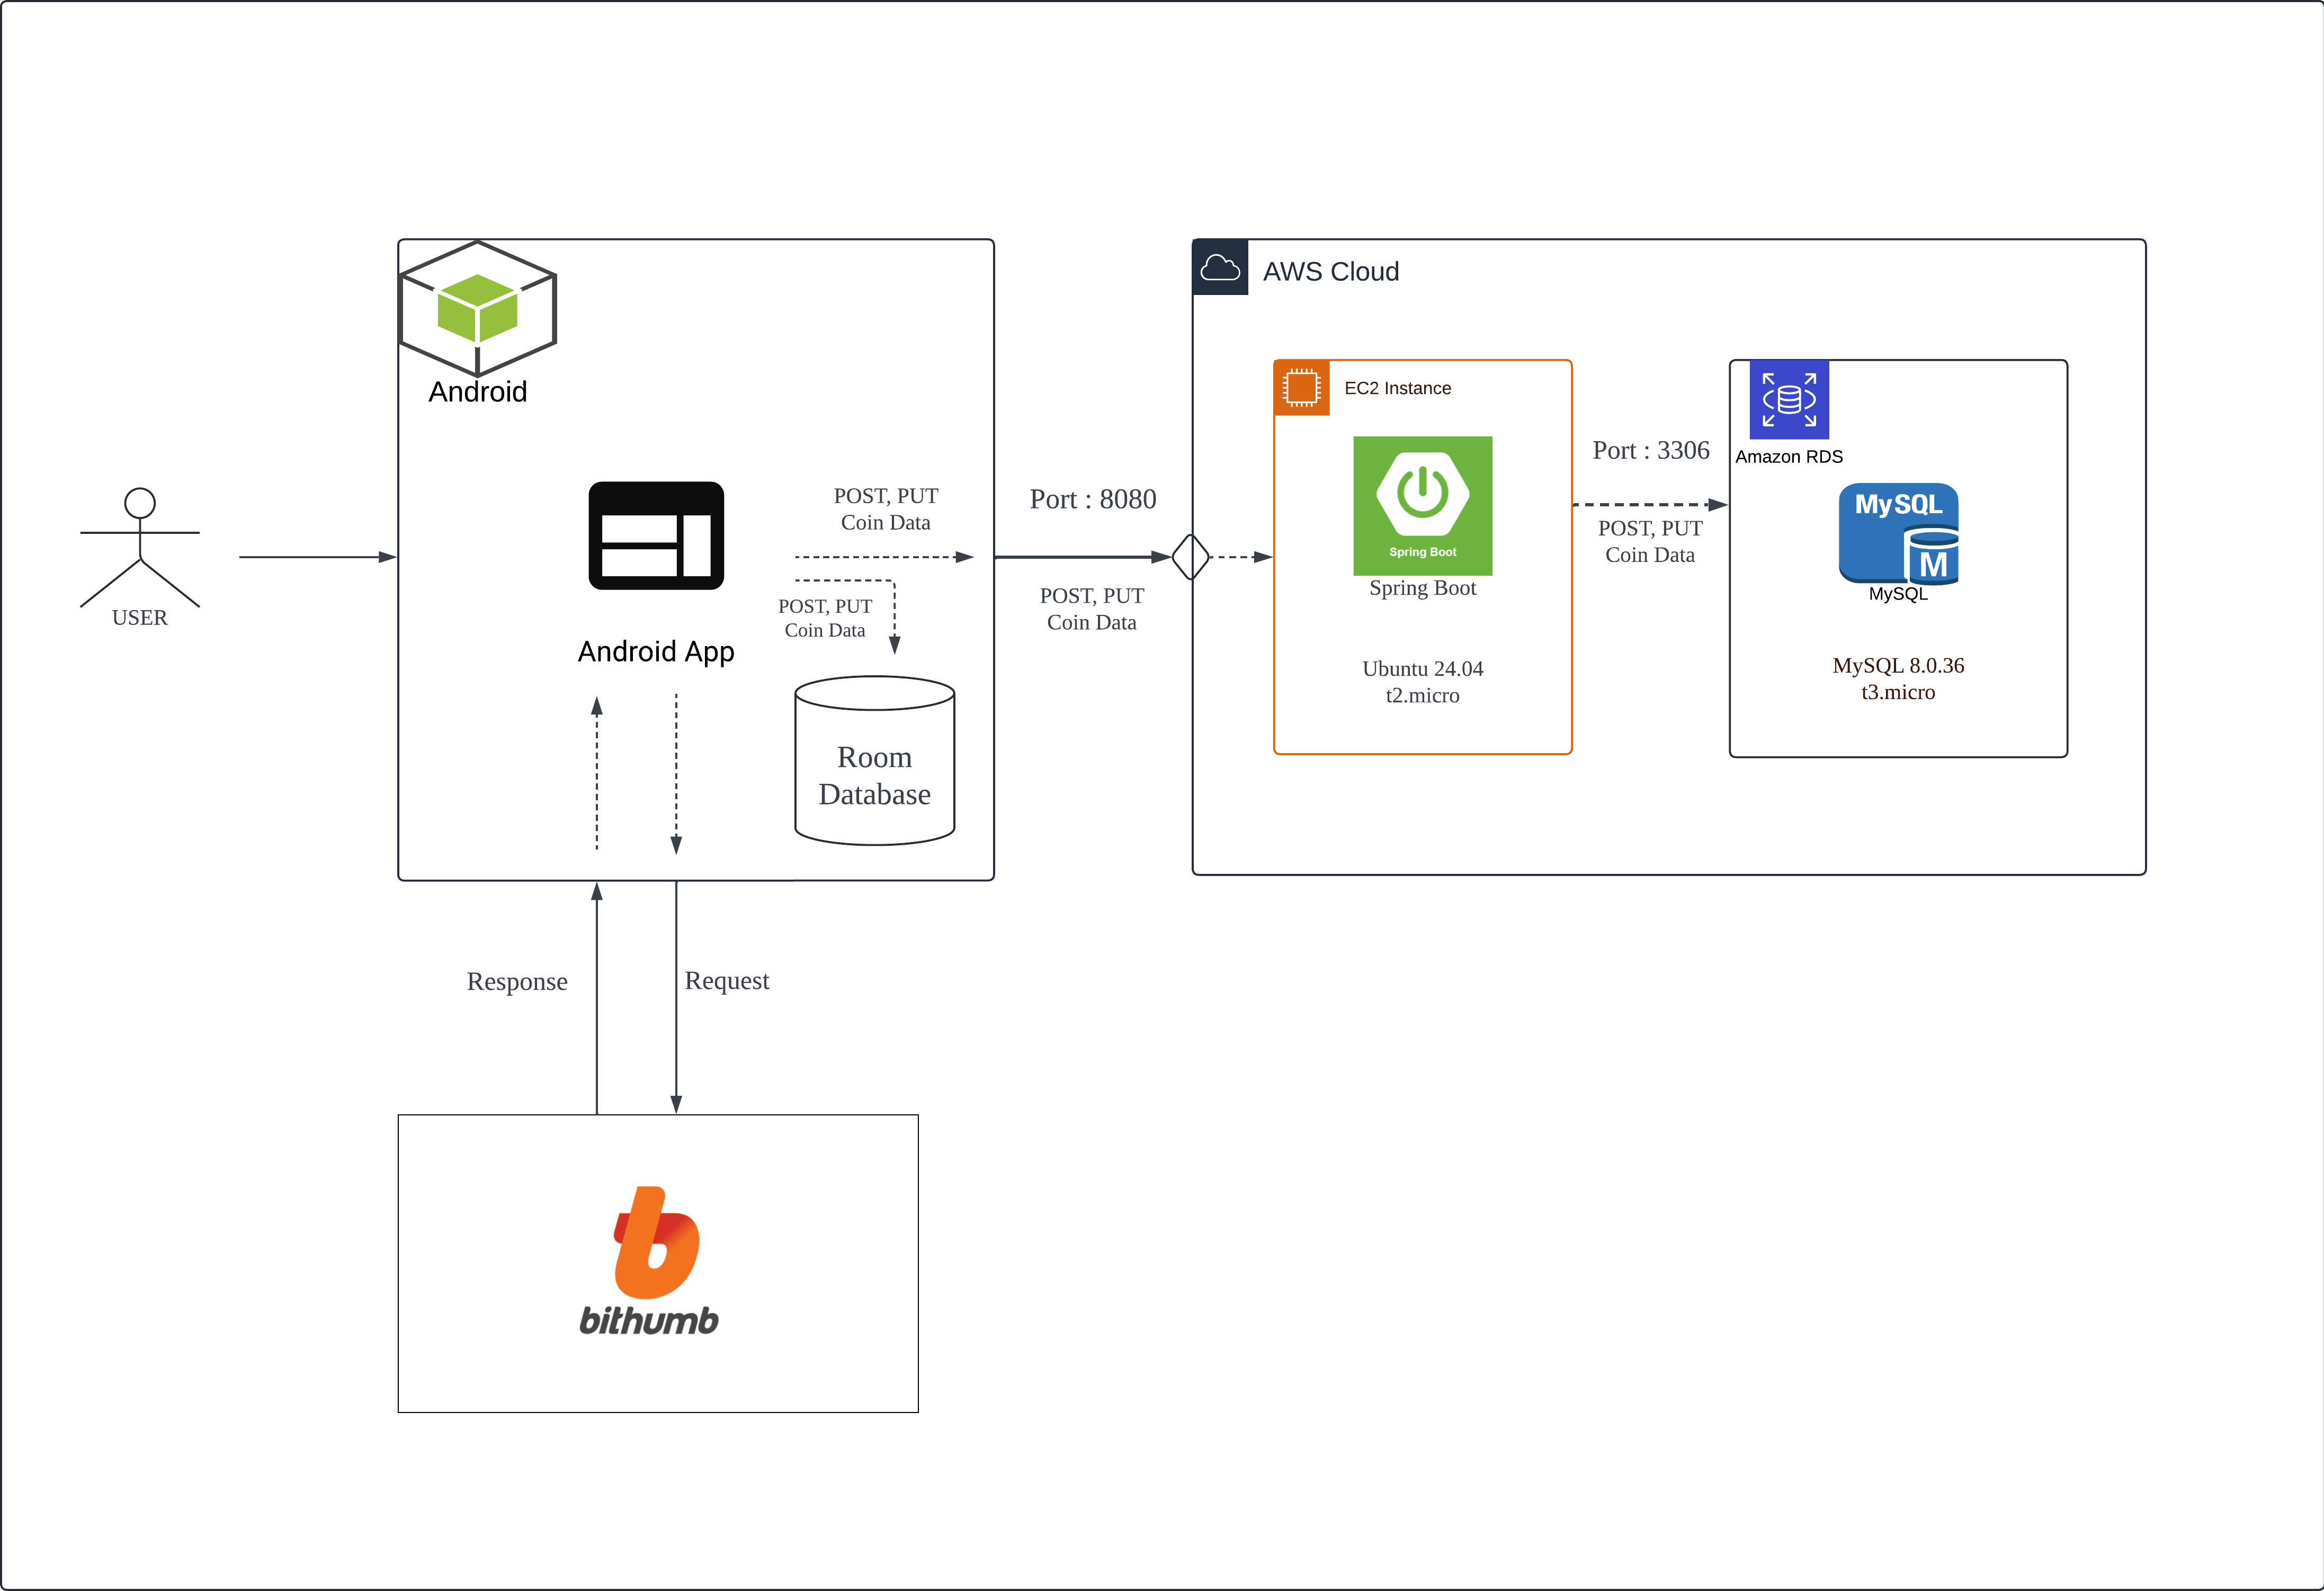 Android
USER
Android App
POST, PUT
Coin Data
POST, PUT
Coin Data
Room
Database
Port : 8080
POST, PUT
Coin Data
AWS Cloud
EC2 Instance
Spring Boot
Spring Boot
Ubuntu 24.04
t2.micro
Port : 3306
POST, PUT
Coin Data
Amazon RDS
MySQL
M
MySQL
MySQL 8.0.36
t3.micro
Response
Request
bithumb